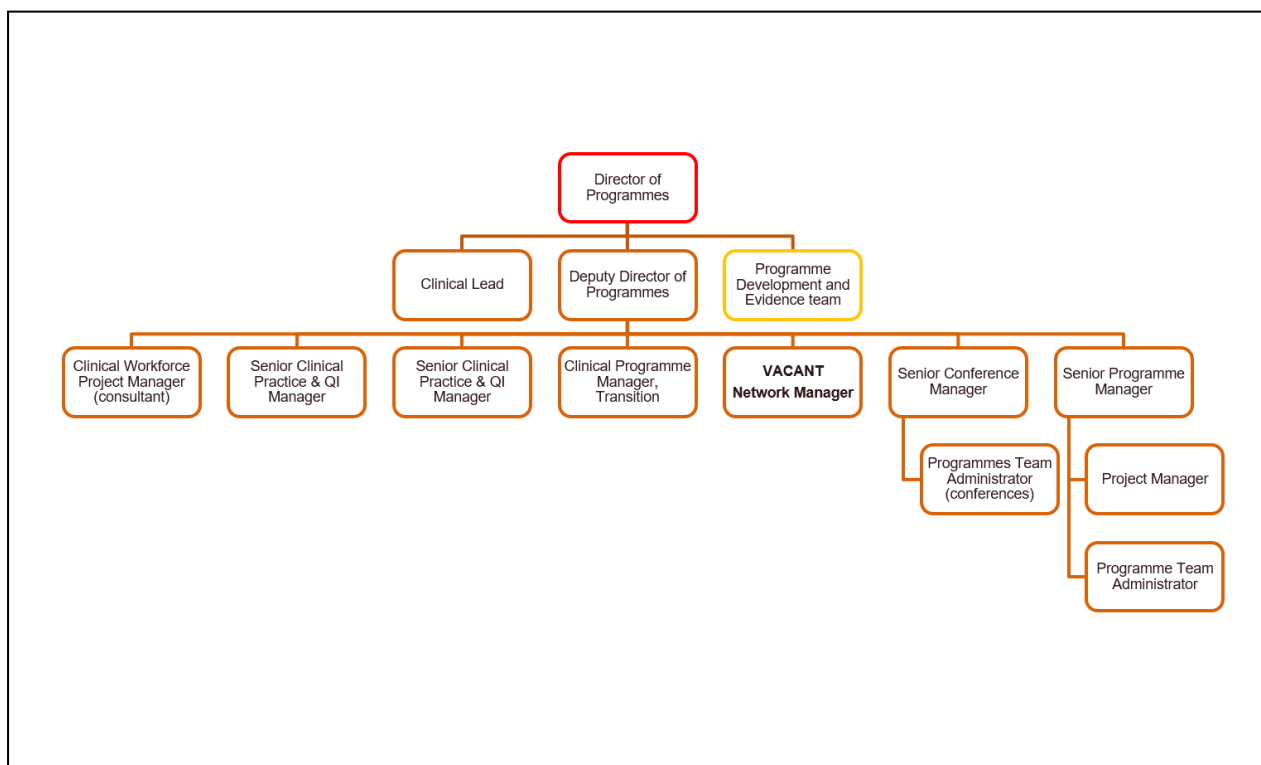 Director of
Programmes
Clinical Lead
Deputy Director of
Programmes
Programme
Development and
Evidence team
Clinical Workforce
Project Manager
(consultant)
Senior Clinical
Practice & QI
Manager
Senior Clinical
Practice & QI
Manager
Clinical Programme
Manager,
Transition
VACANT
Network Manager
Senior Conference
Manager
Senior Programme
Manager
Programmes Team
Administrator
(conferences)
Project Manager
Programme Team
Administrator